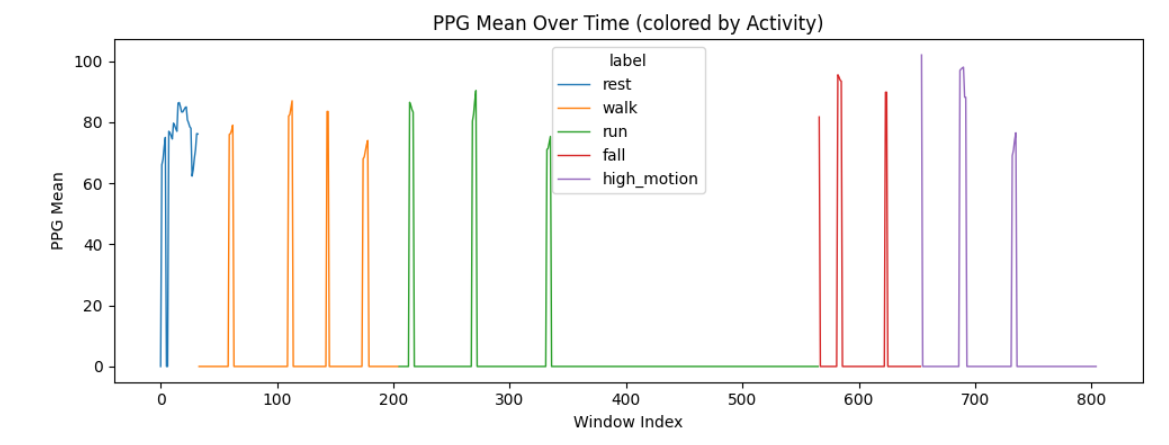 PPG Mean Over Time (colored by Activity)
label
rest
walk
run
fall
high_motion
PPG Mean
100
80
60
40
20
0
0 100 200 300 400 500 600 700 800
Window Index